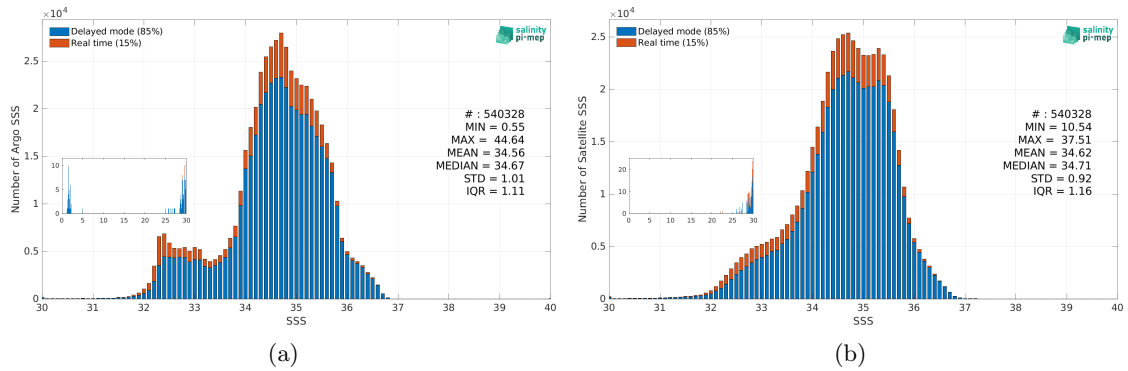 ×10⁴
Delayed mode (85%)
Real time (15%)
salinity
pi-mep
2.5
2
1.5
1
0.5
0
Number of Argo SSS
# : 540328
MIN = 0.55
MAX = 44.64
MEAN = 34.56
MEDIAN = 34.67
STD = 1.01
IQR = 1.11
10
5
0
0 5 10 15 20 25 30
30 31 32 33 34 35 36 37 38 39 40
SSS
(a)
×10⁴
Delayed mode (85%)
Real time (15%)
salinity
pi-mep
2.5
2
1.5
1
0.5
0
Number of Satellite SSS
# : 540328
MIN = 10.54
MAX = 37.51
MEAN = 34.62
MEDIAN = 34.71
STD = 0.92
IQR = 1.16
20
10
0
0 5 10 15 20 25 30
30 31 32 33 34 35 36 37 38 39 40
SSS
(b)